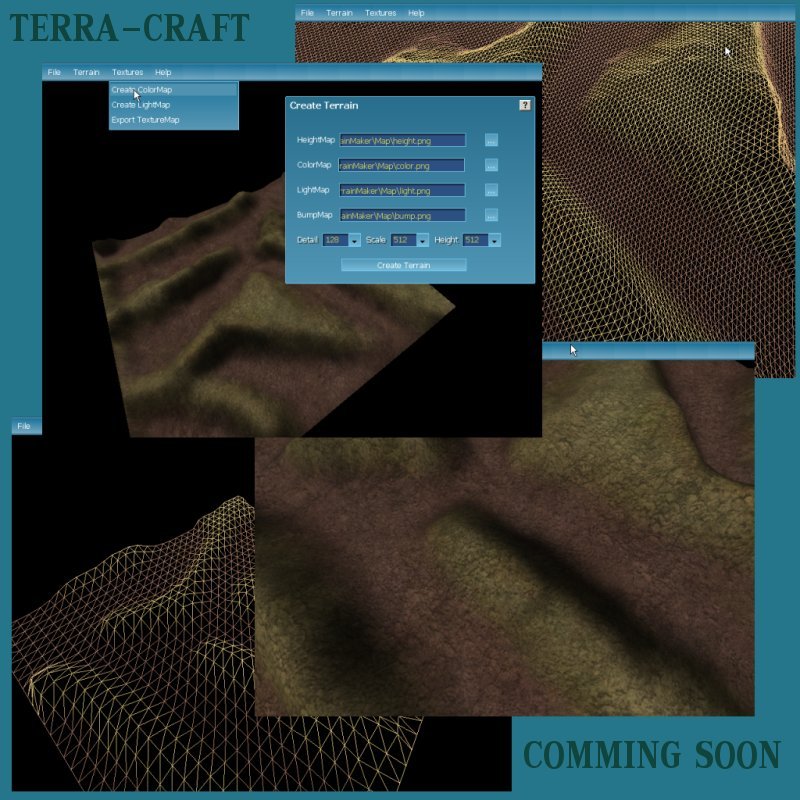 TERRA-CRAFT
File Terrain Textures Help
File Terrain Textures Help
Create ColorMap
Create LightMap
Export TextureMap
Create Terrain ?
HeightMap ainMaker\Map\height.png ...
ColorMap rainMaker\Map\color.png ...
LightMap rainMaker\Map\light.png ...
BumpMap ainMaker\Map\bump.png ...
Detail 128 Scale 512 Height 512
Create Terrain
File
COMMING SOON